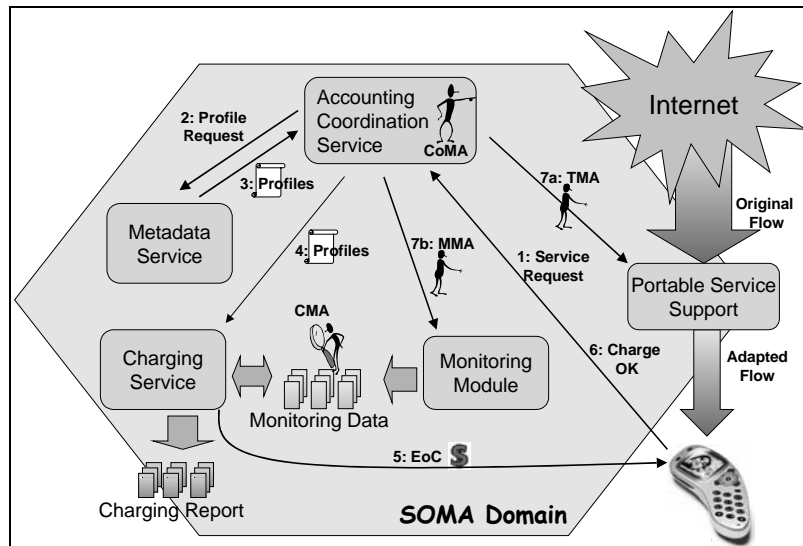 Accounting
Coordination
Service
CoMA
Internet
2: Profile
Request
3: Profiles
7a: TMA
Original
Flow
Metadata
Service
4: Profiles
7b: MMA
1: Service
Request
Portable Service
Support
CMA
Charging
Service
Monitoring
Module
6: Charge
OK
Adapted
Flow
Monitoring Data
5: EoC
S
Charging Report
SOMA Domain